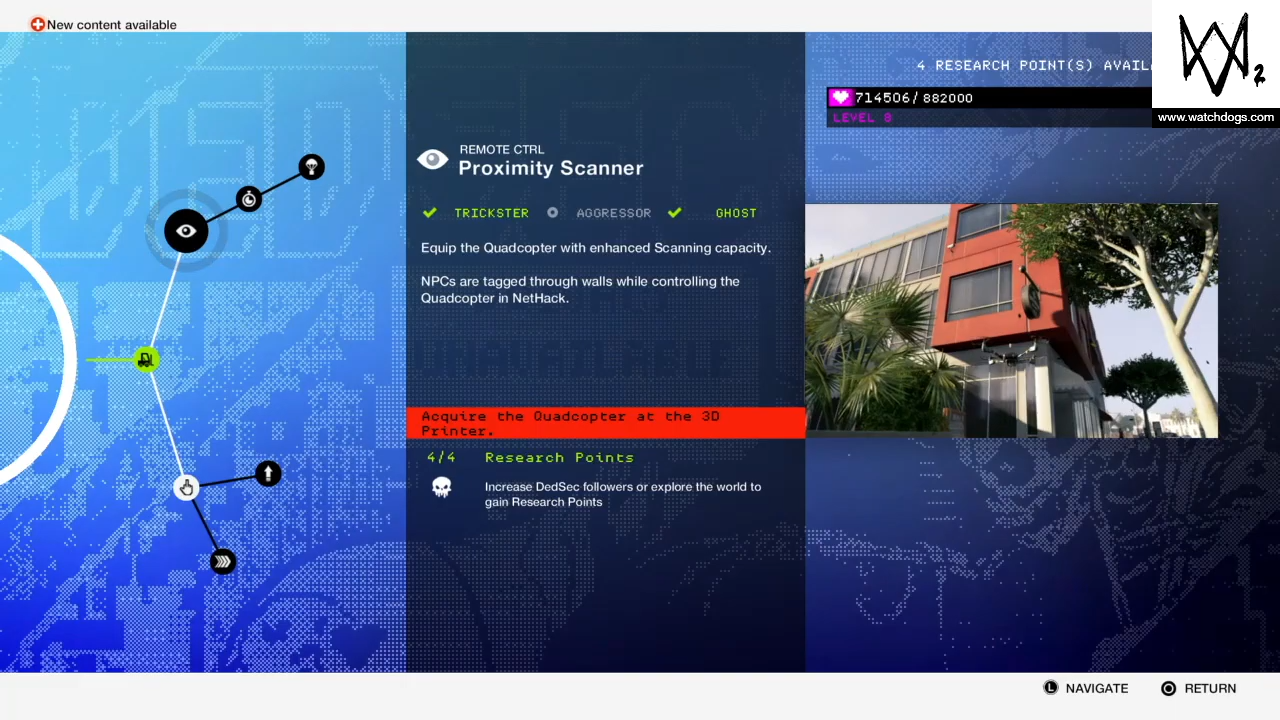 New content available
4 RESEARCH POINT(S) AVAIL
714506/882000
LEVEL 8
2
www.watchdogs.com
REMOTE CTRL
Proximity Scanner
TRICKSTER AGGRESSOR GHOST
Equip the Quadcopter with enhanced Scanning capacity.
NPCs are tagged through walls while controlling the
Quadcopter in NetHack.
Acquire the Quadcopter at the 3D
Printer.
4/4 Research Points
Increase DedSec followers or explore the world to
gain Research Points
L NAVIGATE RETURN